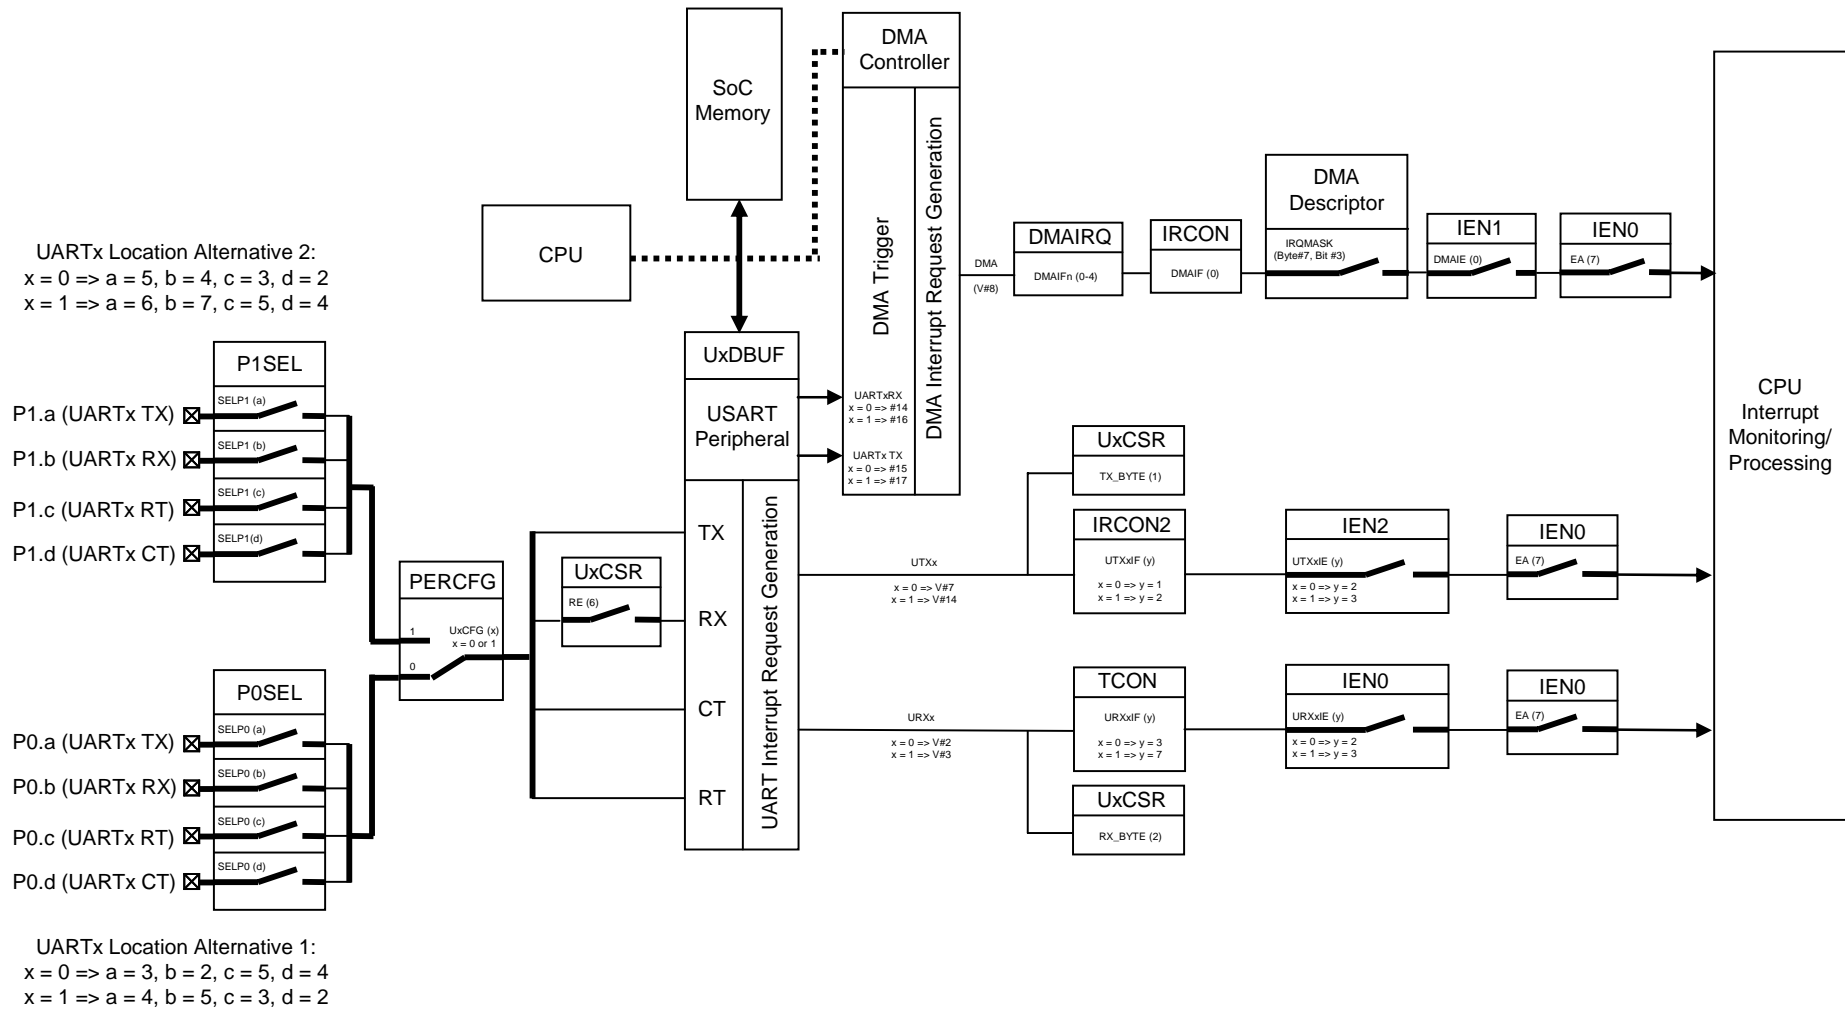 DMA
Controller
SoC
Memory
CPU
DMA Trigger
DMA Interrupt Request Generation
UARTxRX
x = 0 => #14
x = 1 => #16
UARTx TX
x = 0 => #15
x = 1 => #17
DMA
(V#8)
DMAIRQ
DMAIFn (0-4)
IRCON
DMAIF (0)
DMA
Descriptor
IRQMASK
(Byte#7, Bit #3)
IEN1
DMAIE (0)
IEN0
EA (7)
CPU
Interrupt
Monitoring/
Processing
UARTx Location Alternative 2:
x = 0 => a = 5, b = 4, c = 3, d = 2
x = 1 => a = 6, b = 7, c = 5, d = 4
P1SEL
P1.a (UARTx TX)
SELP1 (a)
P1.b (UARTx RX)
SELP1 (b)
P1.c (UARTx RT)
SELP1 (c)
P1.d (UARTx CT)
SELP1(d)
PERCFG
1
UxCFG (x)
x = 0 or 1
0
P0SEL
P0.a (UARTx TX)
SELP0 (a)
P0.b (UARTx RX)
SELP0 (b)
P0.c (UARTx RT)
SELP0 (c)
P0.d (UARTx CT)
SELP0 (d)
UARTx Location Alternative 1:
x = 0 => a = 3, b = 2, c = 5, d = 4
x = 1 => a = 4, b = 5, c = 3, d = 2
UxCSR
RE (6)
UxDBUF
USART
Peripheral
TX
RX
CT
RT
UART Interrupt Request Generation
UTXx
x = 0 => V#7
x = 1 => V#14
UxCSR
TX_BYTE (1)
IRCON2
UTXxIF (y)
x = 0 => y = 1
x = 1 => y = 2
IEN2
UTXxIE (y)
x = 0 => y = 2
x = 1 => y = 3
IEN0
EA (7)
URXx
x = 0 => V#2
x = 1 => V#3
TCON
URXxIF (y)
x = 0 => y = 3
x = 1 => y = 7
IEN0
URXxIE (y)
x = 0 => y = 2
x = 1 => y = 3
IEN0
EA (7)
UxCSR
RX_BYTE (2)